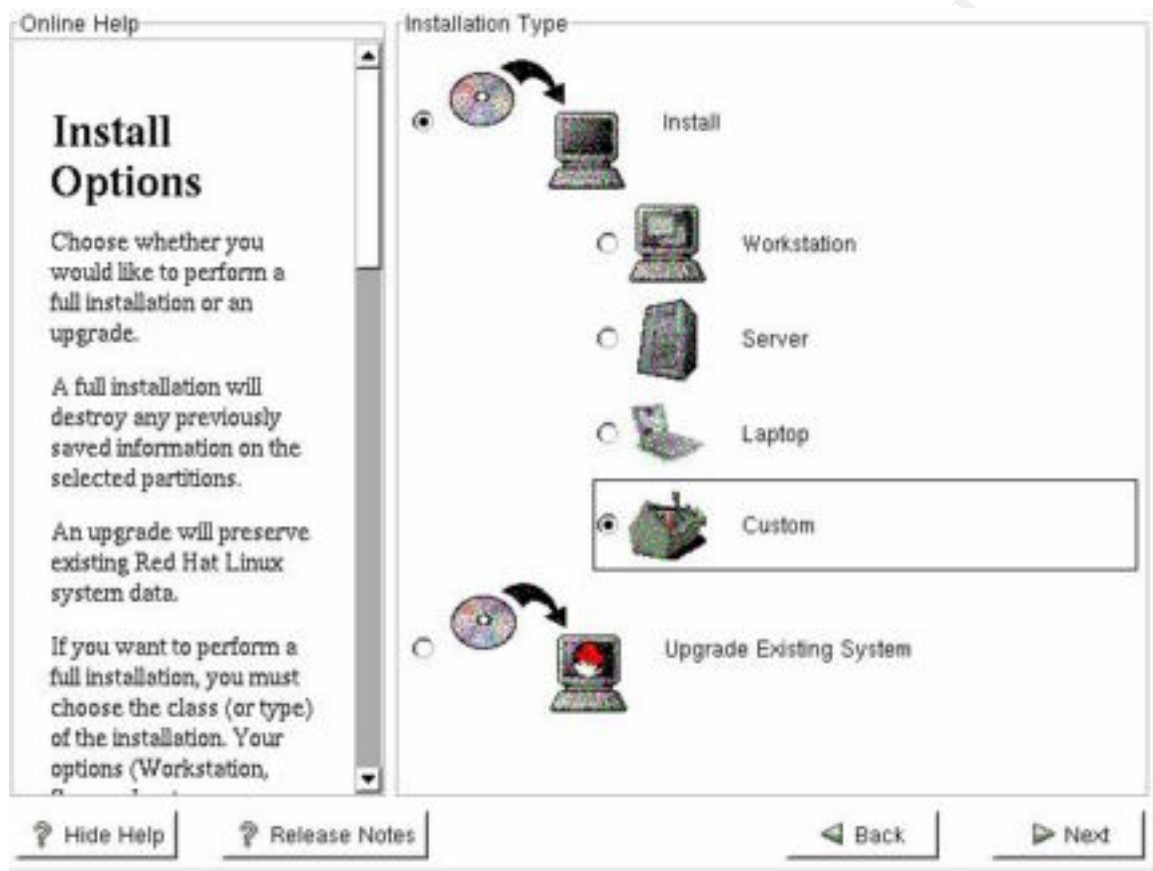 Online Help
Install
Options
Choose whether you
would like to perform a
full installation or an
upgrade.
A full installation will
destroy any previously
saved information on the
selected partitions.
An upgrade will preserve
existing Red Hat Linux
system data.
If you want to perform a
full installation, you must
choose the class (or type)
of the installation. Your
options (Workstation,
Installation Type
Install
Workstation
Server
Laptop
Custom
Upgrade Existing System
Hide Help
Release Notes
Back
Next